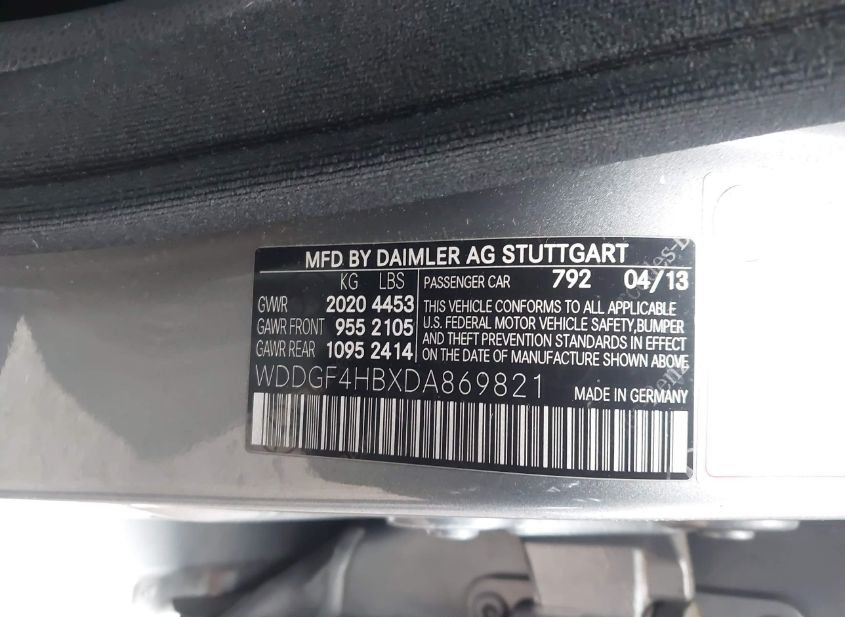 MFD BY DAIMLER AG STUTTGART
KG LBS PASSENGER CAR 792 04/13
GVWR 2020 4453
GAWR FRONT 955 2105
GAWR REAR 1095 2414
THIS VEHICLE CONFORMS TO ALL APPLICABLE
U.S. FEDERAL MOTOR VEHICLE SAFETY,BUMPER
AND THEFT PREVENTION STANDARDS IN EFFECT
ON THE DATE OF MANUFACTURE SHOWN ABOVE
WDDGF4HBXDA869821 MADE IN GERMANY